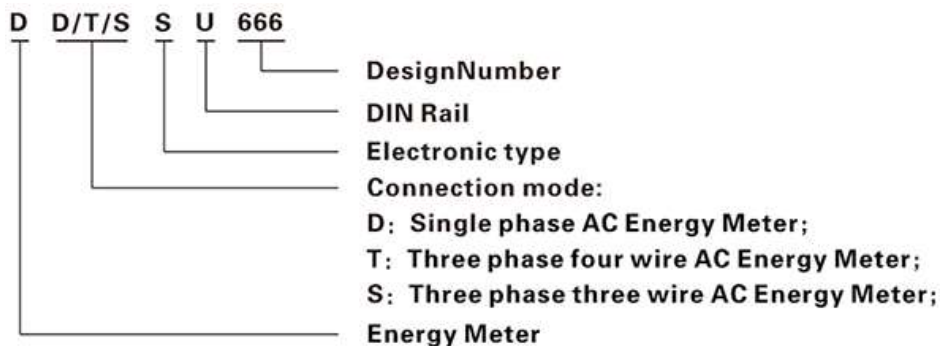 D D/T/S S U 666
DesignNumber
DIN Rail
Electronic type
Connection mode:
D：Single phase AC Energy Meter;
T：Three phase four wire AC Energy Meter;
S：Three phase three wire AC Energy Meter;
Energy Meter